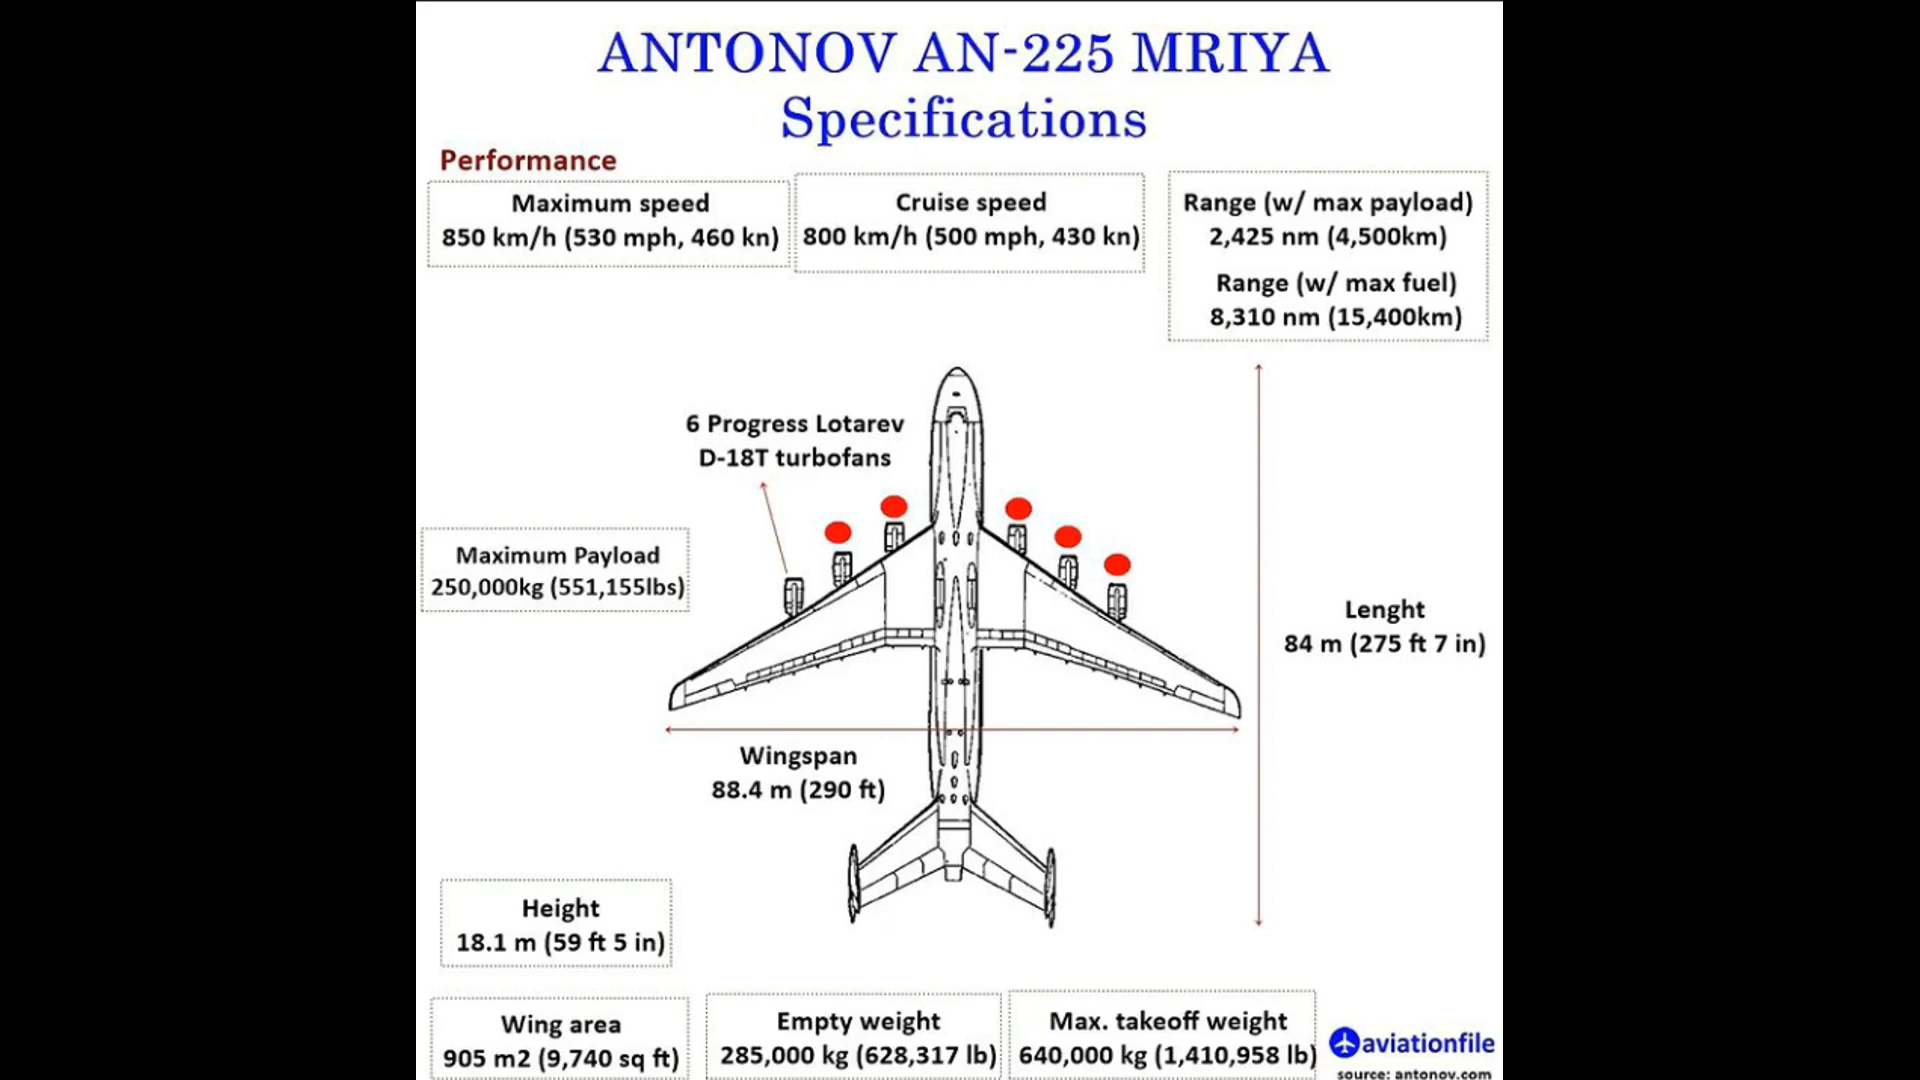 ANTONOV AN-225 MRIYA
Specifications
Performance
Maximum speed
850 km/h (530 mph, 460 kn)
Cruise speed
800 km/h (500 mph, 430 kn)
Range (w/ max payload)
2,425 nm (4,500km)
Range (w/ max fuel)
8,310 nm (15,400km)
6 Progress Lotarev
D-18T turbofans
Maximum Payload
250,000kg (551,155lbs)
Lenght
84 m (275 ft 7 in)
Wingspan
88.4 m (290 ft)
Height
18.1 m (59 ft 5 in)
Wing area
905 m2 (9,740 sq ft)
Empty weight
285,000 kg (628,317 lb)
Max. takeoff weight
640,000 kg (1,410,958 lb)
aviationfile
source: antonov.com